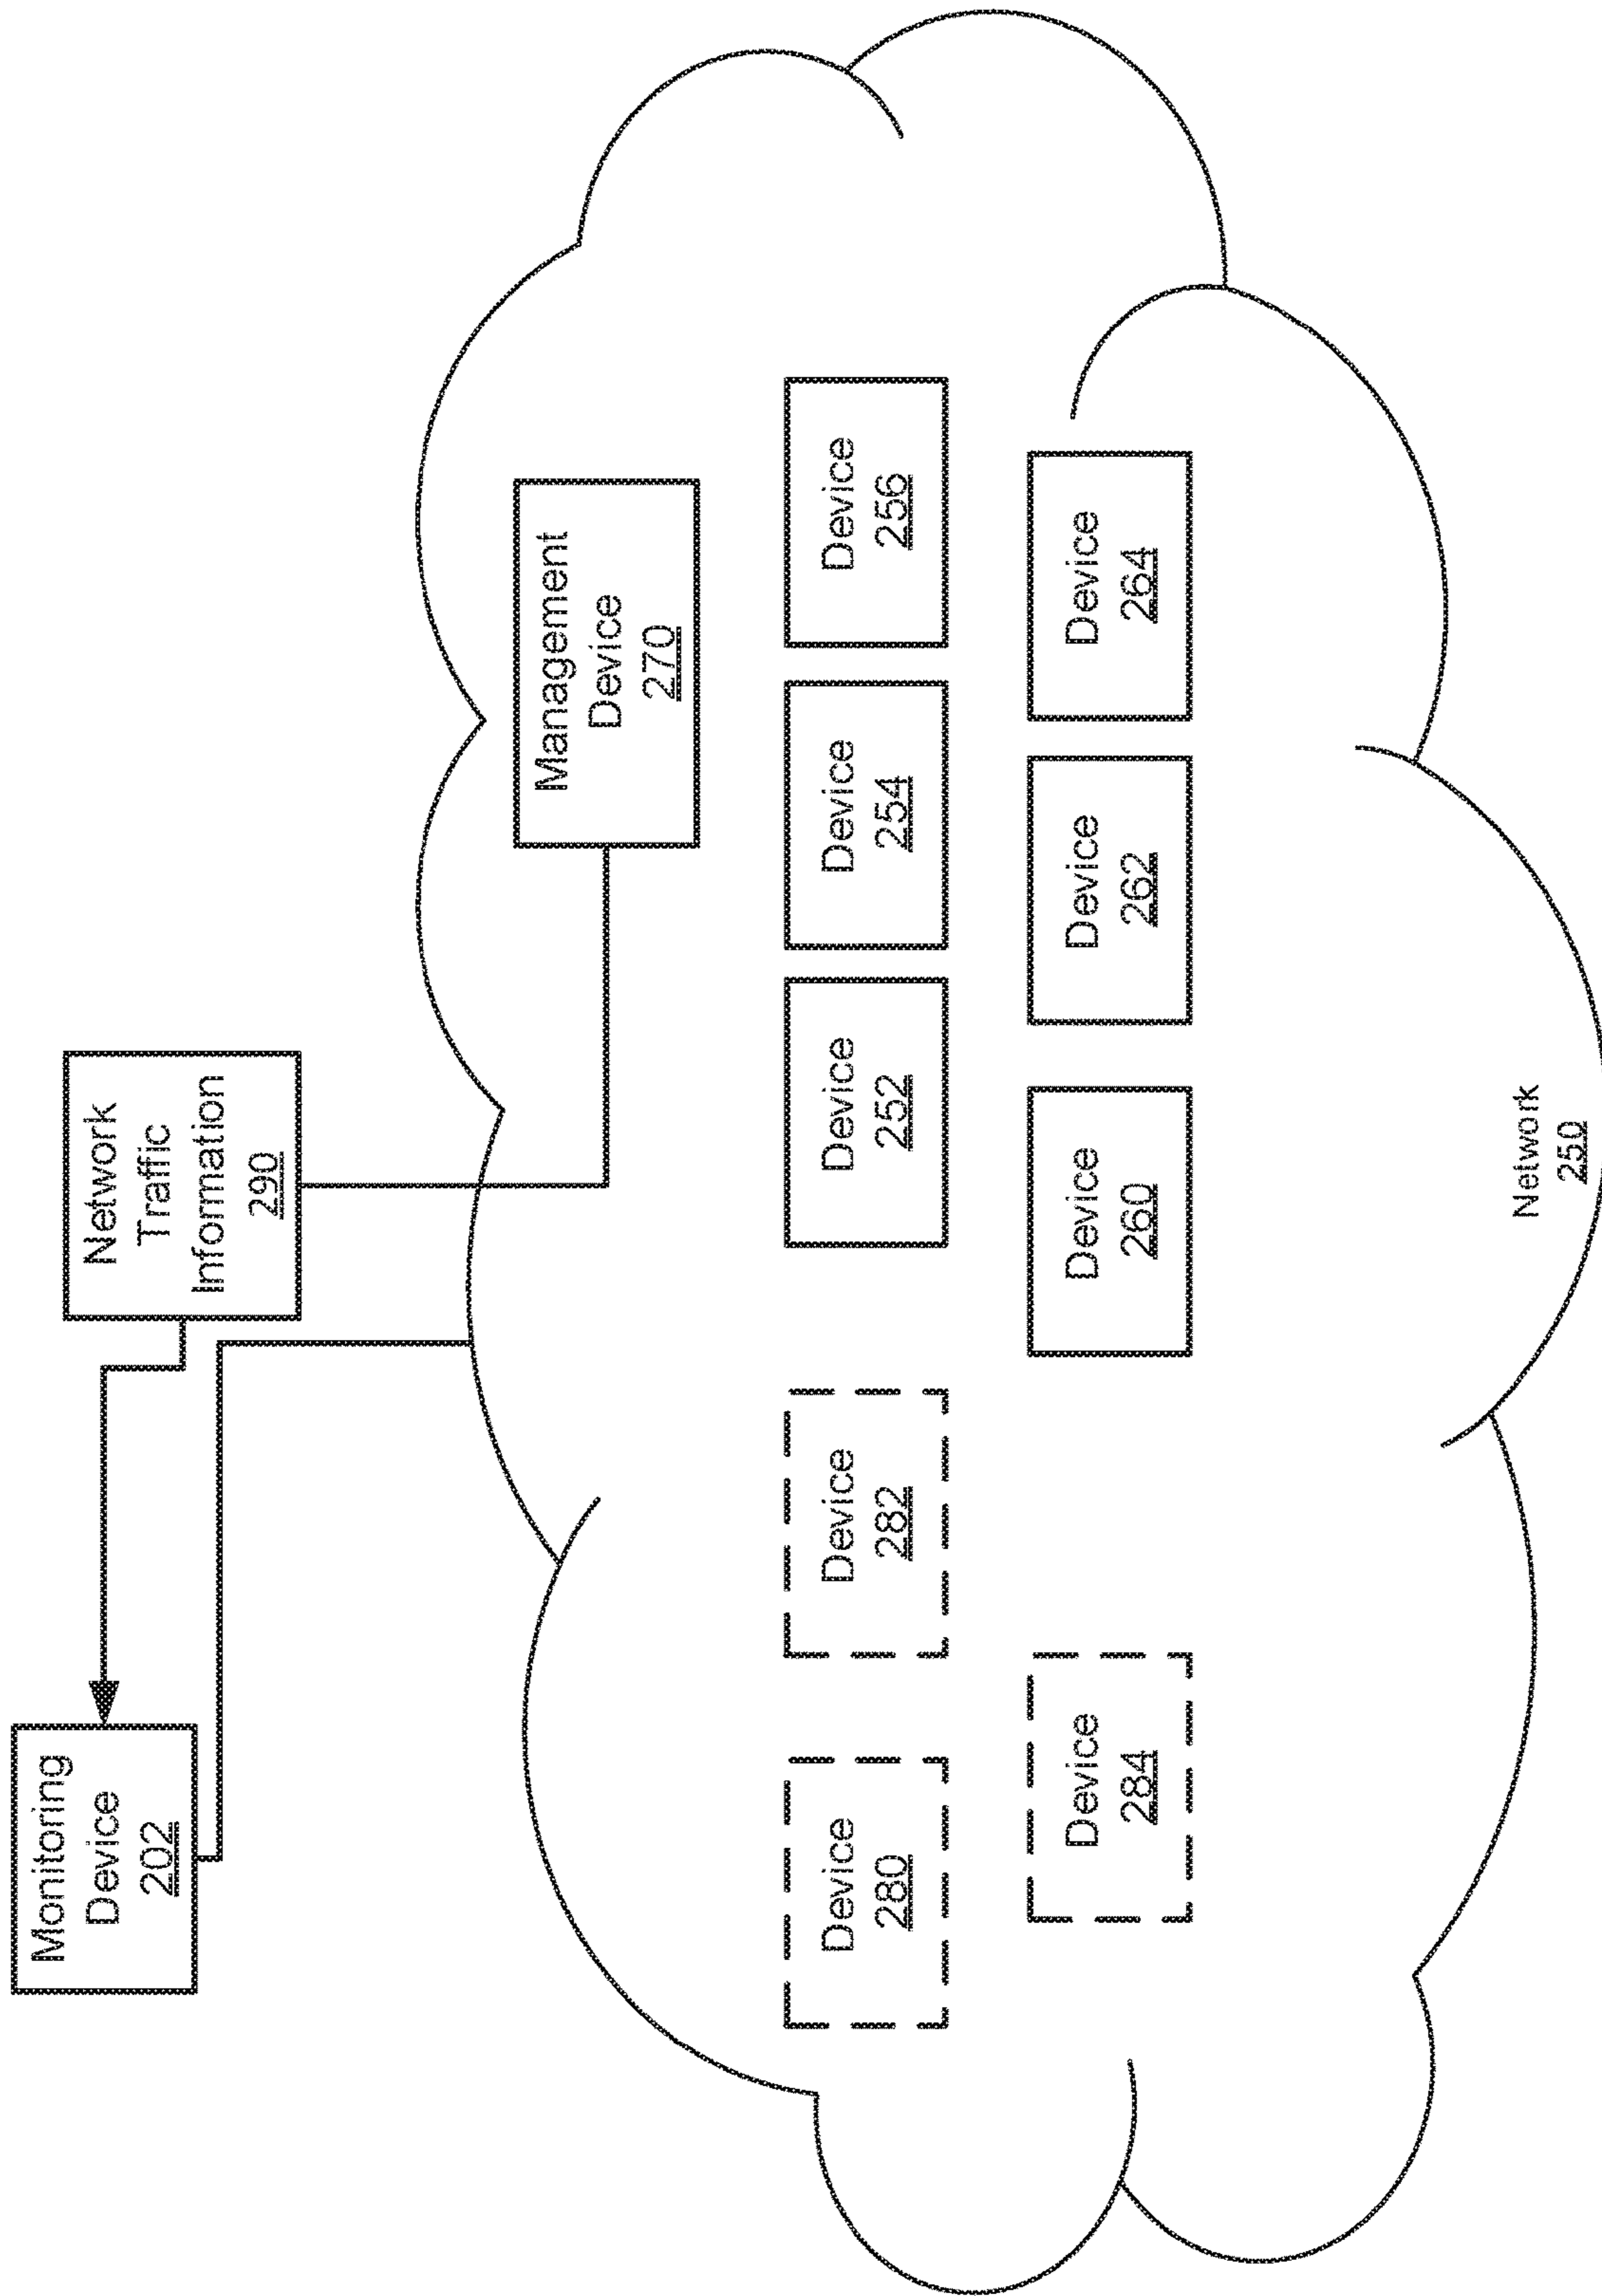 Monitoring
Device
202
Network
Traffic
Information
290
Management
Device
270
Device
280
Device
282
Device
252
Device
254
Device
256
Device
284
Device
260
Device
262
Device
264
Network
250